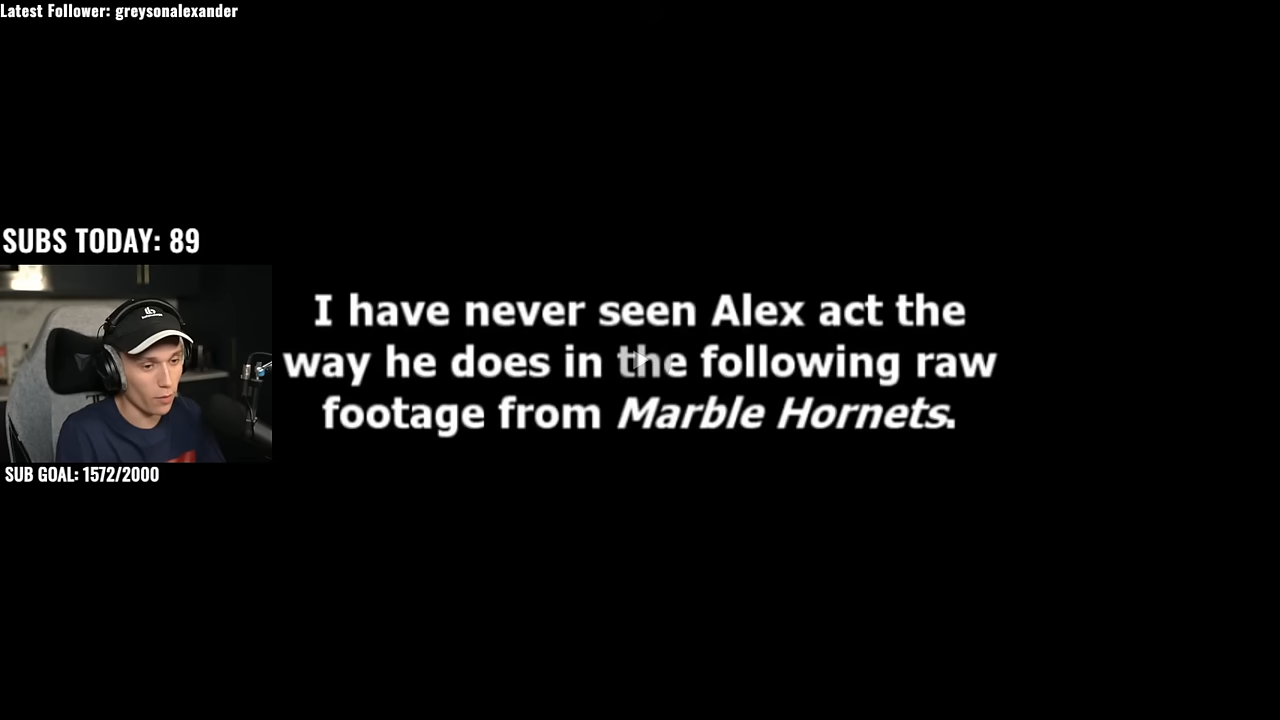 Latest Follower: greysonalexander
SUBS TODAY: 89
I have never seen Alex act the
way he does in the following raw
footage from Marble Hornets.
SUB GOAL: 1572/2000